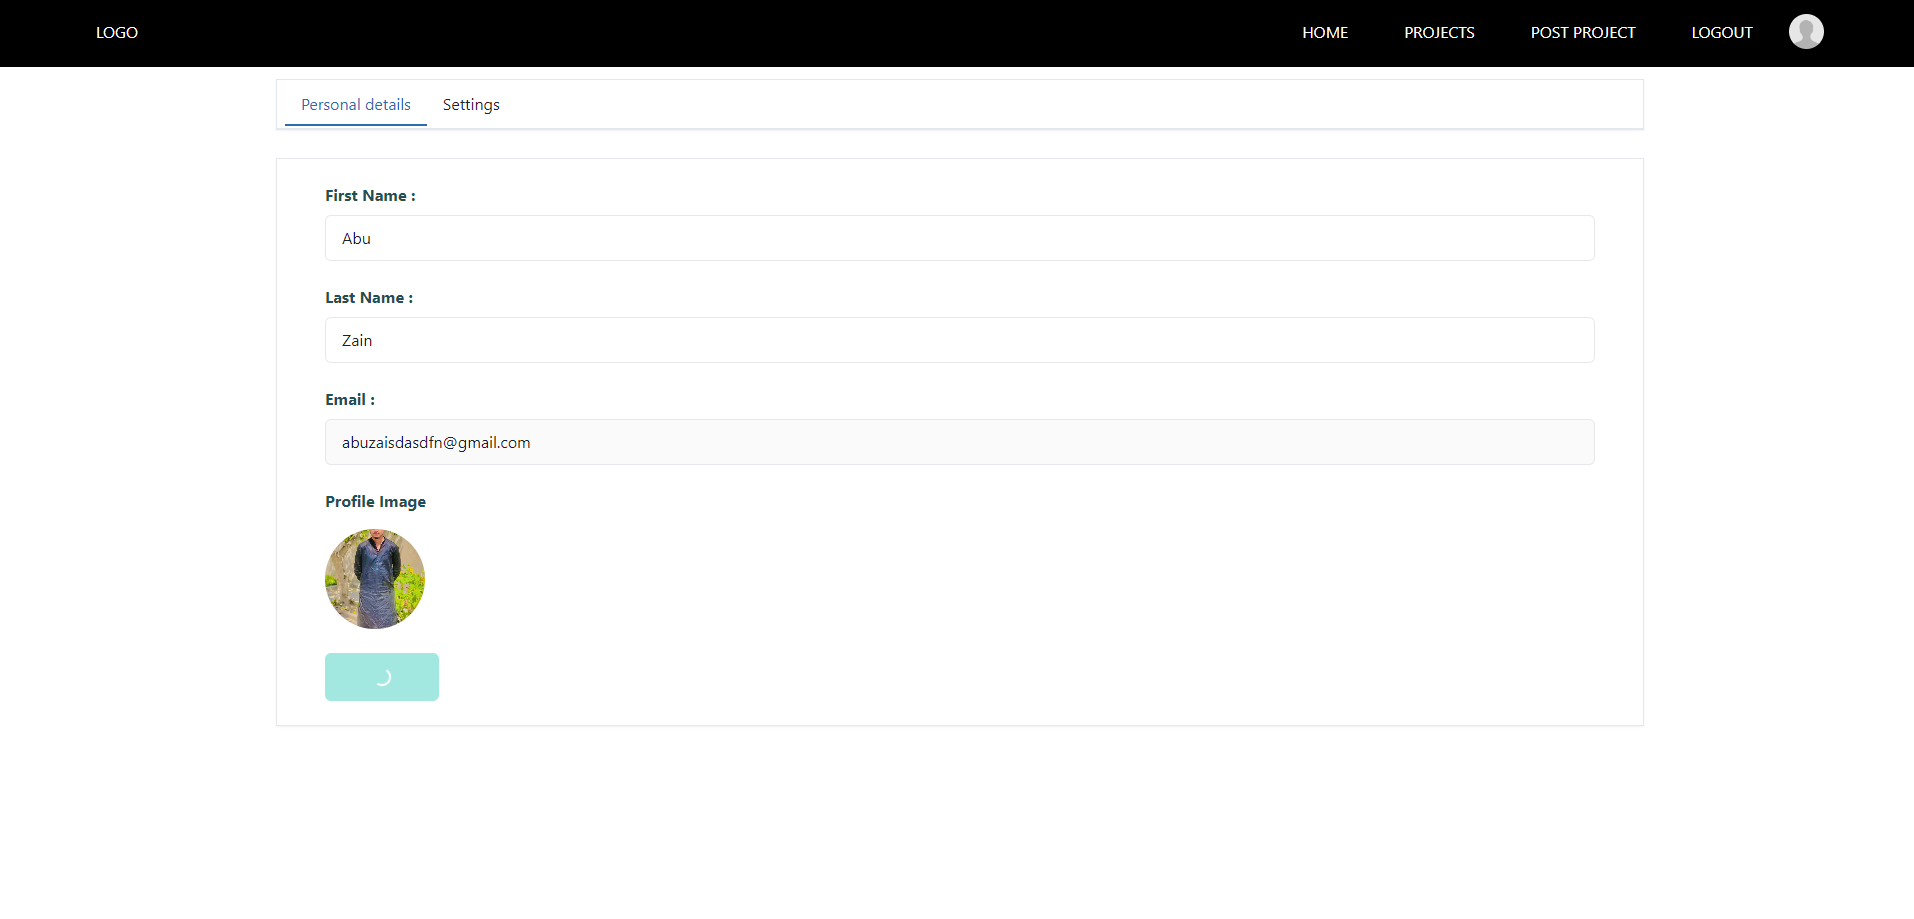 LOGO HOME PROJECTS POST PROJECT LOGOUT
Personal details Settings
First Name :
Abu
Last Name :
Zain
Email :
abuzaisdasdfn@gmail.com
Profile Image